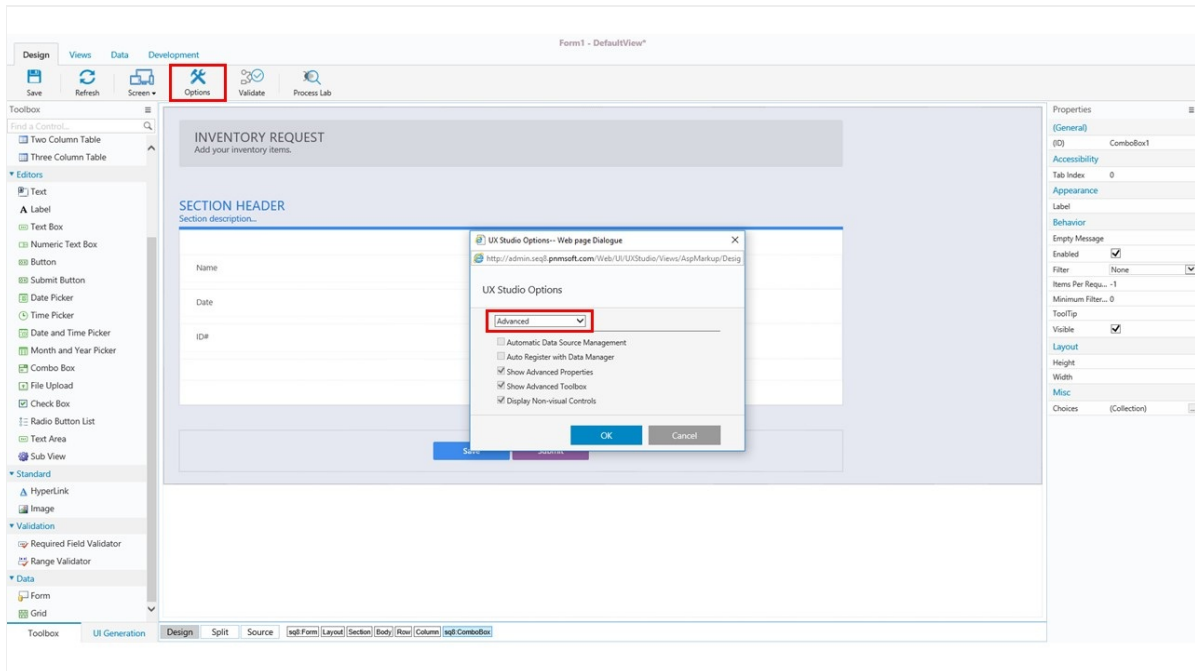 Form1 - DefaultView*
Design Views Data Development
Save Refresh Screen Options Validate Process Lab
Toolbox
Find a Control...
Two Column Table
Three Column Table
Editors
Text
Label
Text Box
Numeric Text Box
Button
Submit Button
Date Picker
Time Picker
Date and Time Picker
Month and Year Picker
Combo Box
File Upload
Check Box
Radio Button List
Text Area
Sub View
Standard
HyperLink
Image
Validation
Required Field Validator
Range Validator
Data
Form
Grid
Toolbox UI Generation
INVENTORY REQUEST
Add your inventory items.
SECTION HEADER
Section description...
Name
Date
ID#
Save Submit
UX Studio Options-- Web page Dialogue
http://admin.seq8.pnmsoft.com/Web/UI/UXStudio/Views/AspMarkup/Desig
UX Studio Options
Advanced
Automatic Data Source Management
Auto Register with Data Manager
Show Advanced Properties
Show Advanced Toolbox
Display Non-visual Controls
OK Cancel
Design Split Source sq8:Form Layout Section Body Row Column sq8:ComboBox
Properties
(General)
(ID) ComboBox1
Accessibility
Tab Index 0
Appearance
Label
Behavior
Empty Message
Enabled
Filter None
Items Per Requ... -1
Minimum Filter... 0
ToolTip
Visible
Layout
Height
Width
Misc
Choices (Collection) ...